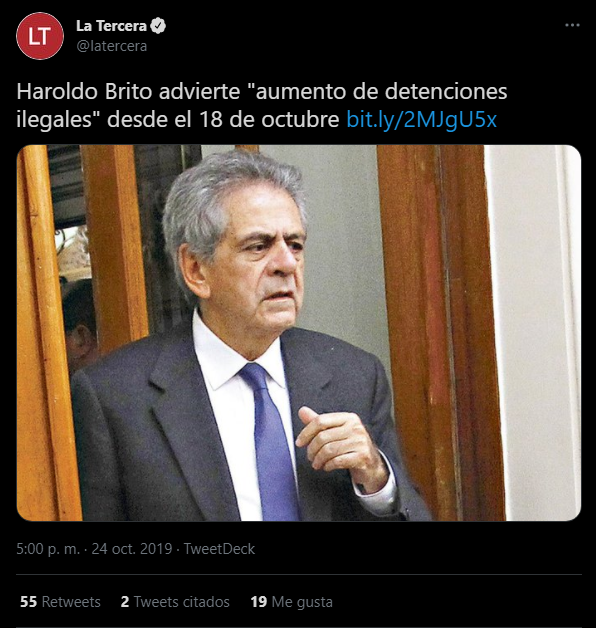 LT
La Tercera
@latercera
Haroldo Brito advierte "aumento de detenciones
ilegales" desde el 18 de octubre bit.ly/2MJgU5x
5:00 p. m. · 24 oct. 2019 · TweetDeck
55 Retweets 2 Tweets citados 19 Me gusta